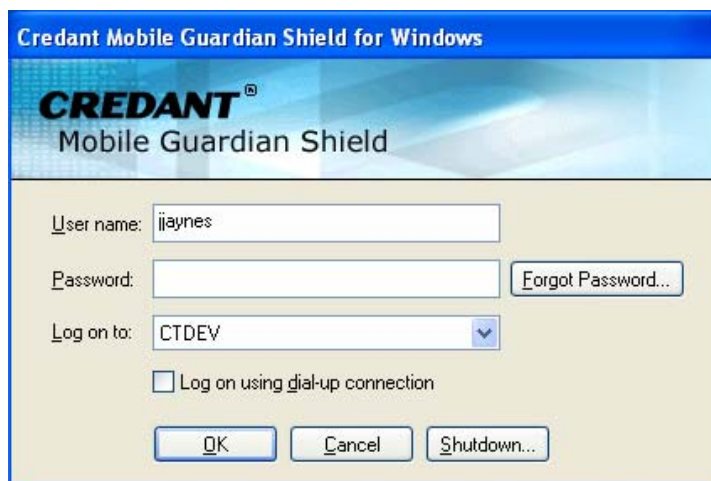 Credant Mobile Guardian Shield for Windows
CREDANT®
Mobile Guardian Shield
User name: jjaynes
Password: Forgot Password...
Log on to: CTDEV
Log on using dial-up connection
OK Cancel Shutdown...